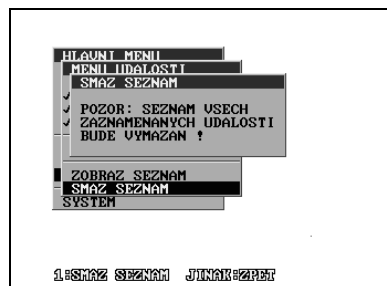 HLAVNI MENU
MENU UDALOSTI
SMAZ SEZNAM
POZOR: SEZNAM VSECH
ZAZNAMENANYCH UDALOSTI
BUDE VYMAZAN !
ZOBRAZ SEZNAM
SMAZ SEZNAM
SYSTEM
1:SMAZ SEZNAM JINAK:ZPET